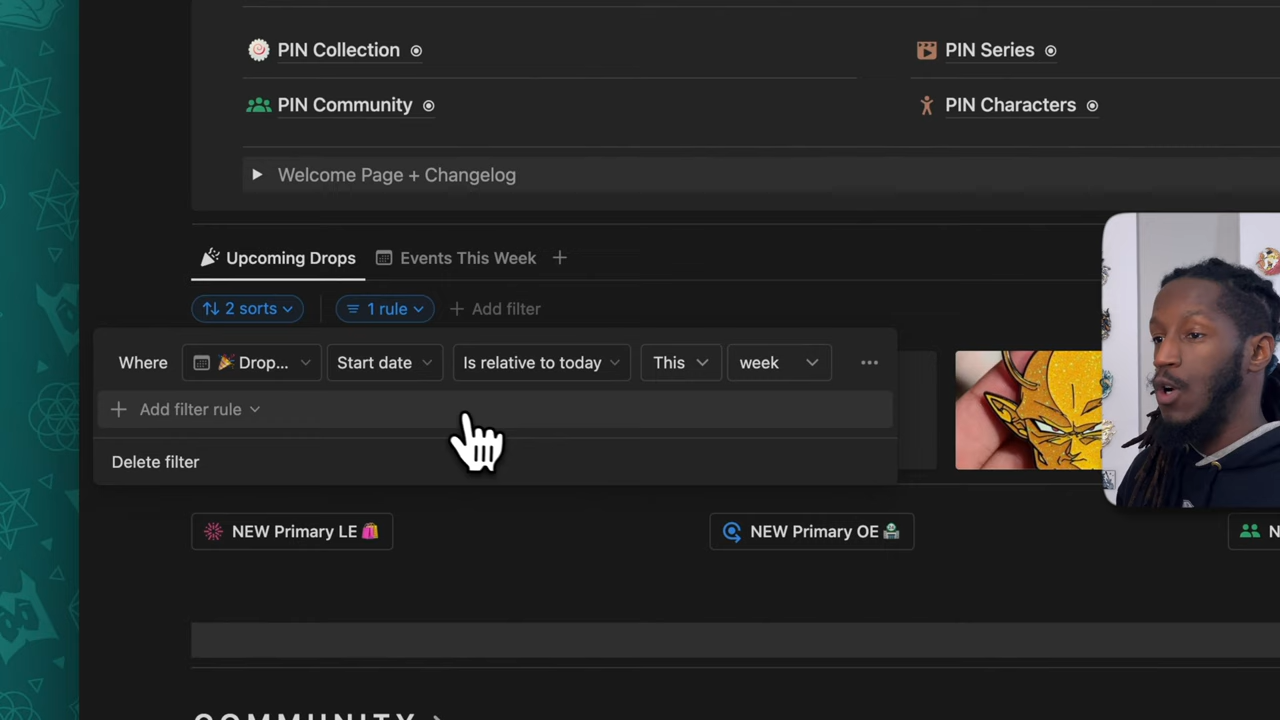 PIN Collection
PIN Series
PIN Community
PIN Characters
Welcome Page + Changelog
Upcoming Drops
Events This Week
2 sorts
1 rule
Add filter
Where
Drop...
Start date
Is relative to today
This
week
Add filter rule
Delete filter
NEW Primary LE
NEW Primary OE
N
COMMUNITY